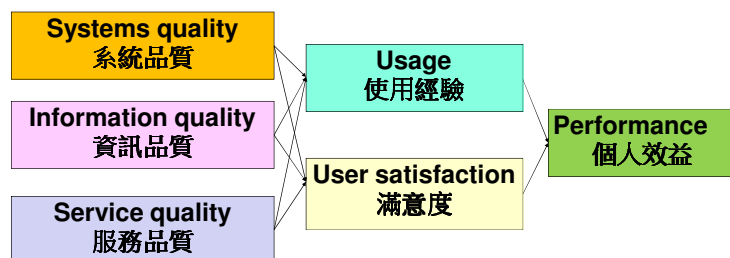 Systems quality
系統品質
Information quality
資訊品質
Service quality
服務品質
Usage
使用經驗
User satisfaction
滿意度
Performance
個人效益